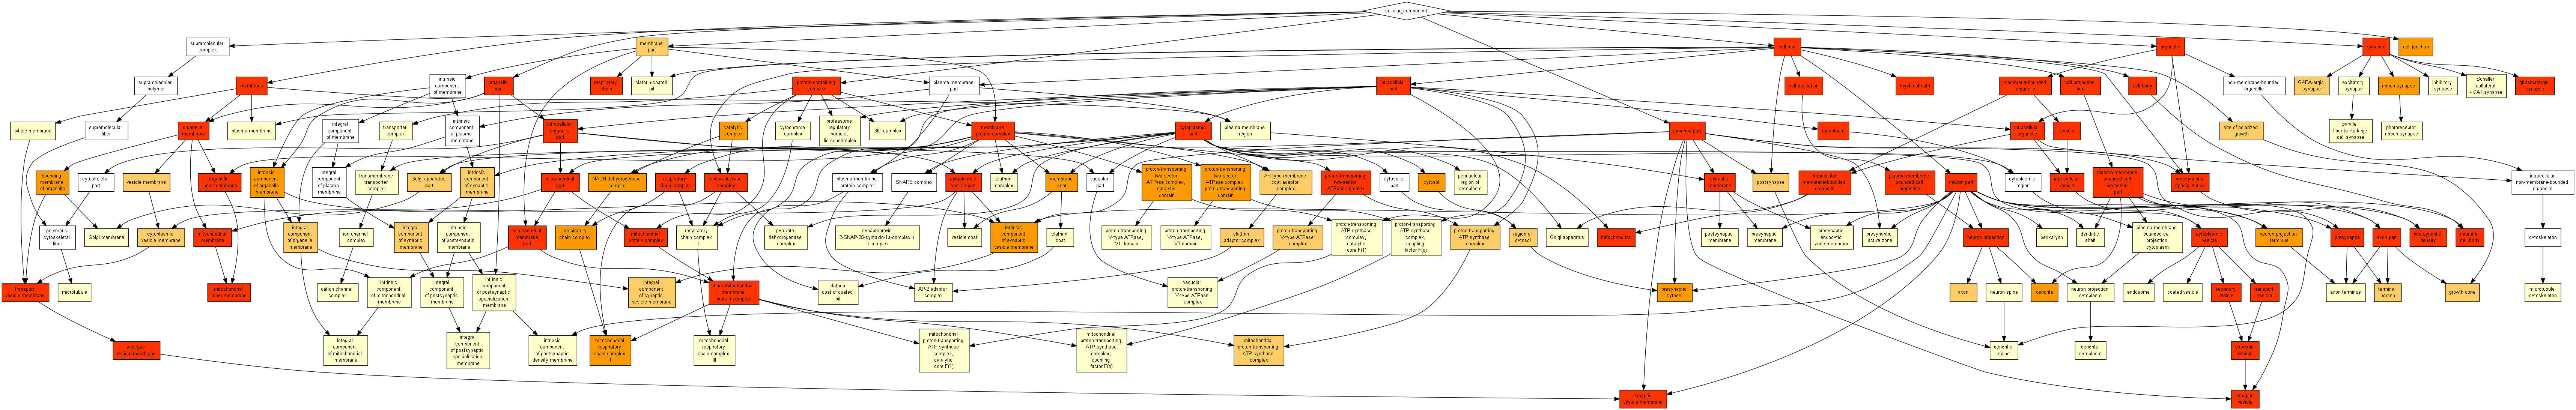 cellular_component
supramolecular
complex
membrane
part
cell part
organelle
synapse
cell junction
supramolecular
polymer
membrane
intrinsic
component
of membrane
organelle
part
respiratory
chain
clathrin-coated
pit
protein-containing
complex
plasma membrane
part
intracellular
part
cell projection
myelin sheath
membrane-bounded
organelle
cell projection
part
cell body
non-membrane-bounded
organelle
GABA-ergic
synapse
excitatory
synapse
ribbon synapse
inhibitory
synapse
Schaffer
collateral
- CA1 synapse
glutamatergic
synapse
whole membrane
supramolecular
fiber
organelle
membrane
plasma membrane
integral
component of
membrane
transporter
complex
intrinsic
component
of plasma
membrane
intracellular
organelle
part
catalytic
complex
cytochrome
complex
proteasome
regulatory
particle,
lid subcomplex
GID complex
membrane
protein complex
cytoplasmic
part
plasma membrane
region
cytoplasm
synapse part
intracellular
organelle
vesicle
site of polarized
growth
parallel
fiber to Purkinje
cell synapse
photoreceptor
ribbon synapse
bounding
membrane
of organelle
cytoskeletal
part
vesicle membrane
organelle
inner membrane
intrinsic
component
of organelle
membrane
integral
component
of plasma
membrane
transmembrane
transporter
complex
Golgi apparatus
part
intrinsic
component
of synaptic
membrane
mitochondrial
part
NADH dehydrogenase
complex
respiratory
chain complex
oxidoreductase
complex
plasma membrane
protein complex
SNARE complex
cytoplasmic
vesicle part
clathrin
complex
membrane
coat
vacuolar
part
proton-transporting
two-sector
ATPase complex,
catalytic
domain
proton-transporting
two-sector
ATPase complex,
proton-transporting
domain
AP-type membrane
coat adaptor
complex
proton-transporting
two-sector
ATPase complex
cytosolic
part
cytosol
perinuclear
region of
cytoplasm
synaptic
membrane
postsynapse
intracellular
membrane-bounded
organelle
plasma membrane
bounded cell
projection
neuron part
cytoplasmic
region
intracellular
vesicle
plasma membrane
bounded cell
projection
part
postsynaptic
specialization
intracellular
non-membrane-bounded
organelle
polymeric
cytoskeletal
fiber
Golgi membrane
cytoplasmic
vesicle membrane
mitochondrial
membrane
integral
component
of organelle
membrane
ion channel
complex
integral
component
of synaptic
membrane
intrinsic
component of
postsynaptic
membrane
mitochondrial
membrane
part
respiratory
chain complex
I
mitochondrial
protein complex
respiratory
chain complex
III
pyruvate
dehydrogenase
complex
synaptobrevin
2-SNAP-25-syntaxin-1a-complexin
II complex
vesicle coat
intrinsic
component
of synaptic
vesicle membrane
clathrin
coat
proton-transporting
V-type ATPase,
V1 domain
proton-transporting
V-type ATPase,
V0 domain
clathrin
adaptor complex
proton-transporting
V-type ATPase
complex
proton-transporting
ATP synthase
complex,
catalytic
core F(1)
proton-transporting
ATP synthase
complex,
coupling
factor F(o)
proton-transporting
ATP synthase
complex
region of
cytosol
Golgi apparatus
mitochondrion
postsynaptic
membrane
presynaptic
membrane
presynaptic
endocytic
zone membrane
presynaptic
active zone
neuron projection
perikaryon
dendritic
shaft
plasma membrane
bounded cell
projection
cytoplasm
cytoplasmic
vesicle
neuron projection
terminus
presynapse
axon part
postsynaptic
density
neuronal
cell body
cytoskeleton
transport
vesicle membrane
microtubule
mitochondrial
inner membrane
cation channel
complex
intrinsic
component
of mitochondrial
membrane
integral
component of
postsynaptic
membrane
intrinsic
component
of postsynaptic
specialization
membrane
integral
component
of synaptic
vesicle membrane
inner mitochondrial
membrane
protein complex
clathrin
coat of coated
pit
AP-2 adaptor
complex
vacuolar
proton-transporting
V-type ATPase
complex
presynaptic
cytosol
axon
neuron spine
dendrite
neuron projection
cytoplasm
endosome
coated vesicle
secretory
vesicle
transport
vesicle
axon terminus
terminal
bouton
growth cone
microtubule
cytoskeleton
exocytic
vesicle membrane
integral
component
of mitochondrial
membrane
integral
component
of postsynaptic
specialization
membrane
intrinsic
component
of postsynaptic
density membrane
mitochondrial
respiratory
chain complex
I
mitochondrial
respiratory
chain complex
III
mitochondrial
proton-transporting
ATP synthase
complex,
catalytic
core F(1)
mitochondrial
proton-transporting
ATP synthase
complex,
coupling
factor F(o)
mitochondrial
proton-transporting
ATP synthase
complex
dendritic
spine
dendrite
cytoplasm
exocytic
vesicle
synaptic
vesicle membrane
synaptic
vesicle